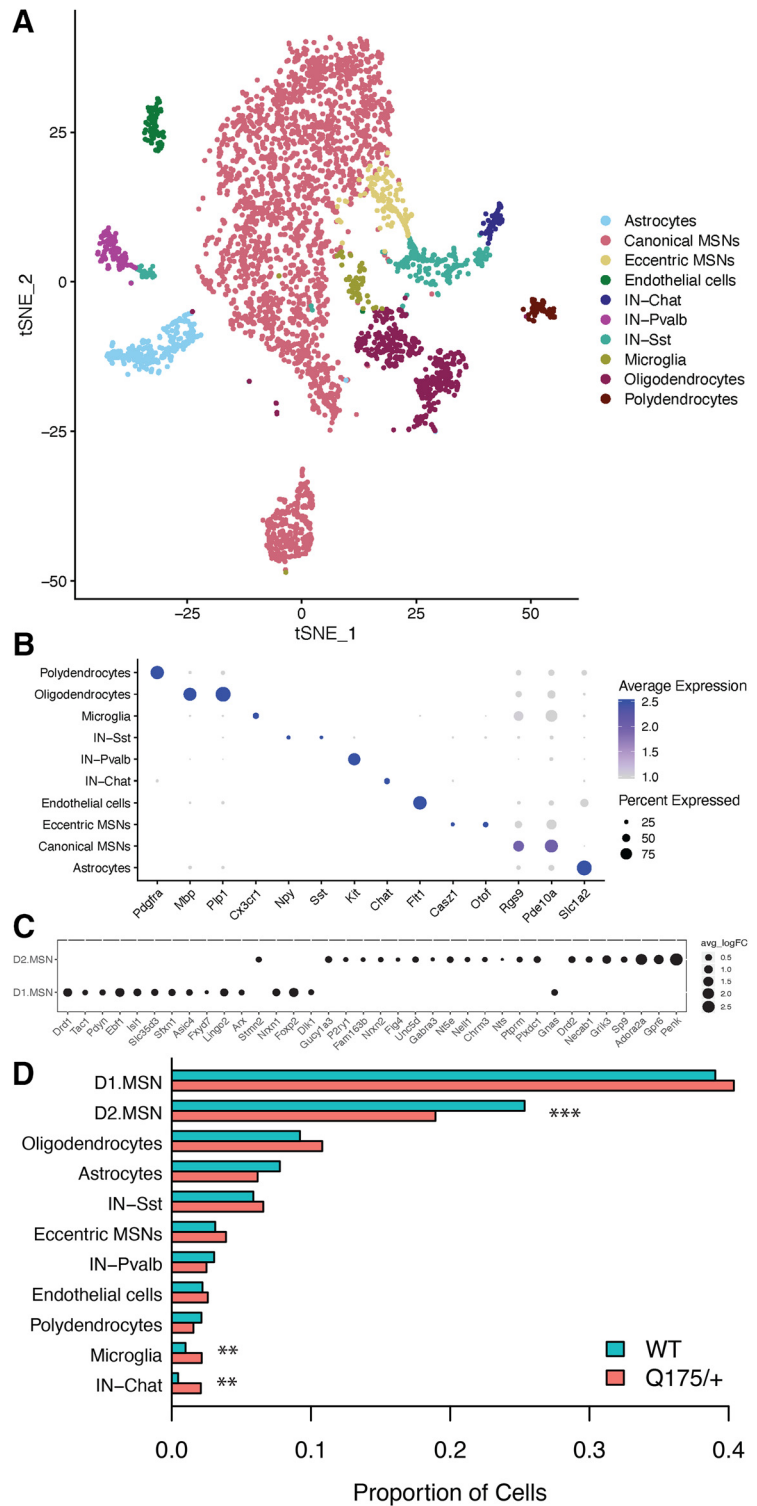 A
25
0
−25
−50
tSNE_2
−25
0
25
50
tSNE_1
Astrocytes
Canonical MSNs
Eccentric MSNs
Endothelial cells
IN−Chat
IN−Pvalb
IN−Sst
Microglia
Oligodendrocytes
Polydendrocytes
B
Polydendrocytes
Oligodendrocytes
Microglia
IN−Sst
IN−Pvalb
IN−Chat
Endothelial cells
Eccentric MSNs
Canonical MSNs
Astrocytes
Pdgfra
Mbp
Plp1
Cx3cr1
Npy
Sst
Kit
Chat
Flt1
Casz1
Otof
Rgs9
Pde10a
Slc1a2
Average Expression
2.5
2.0
1.5
1.0
Percent Expressed
25
50
75
C
D2.MSN
D1.MSN
Drd1
Tac1
Pdyn
Ebf1
Isl1
Slc35d3
Sfxn1
Asic4
Fxyd7
Lingo2
Arx
Stmn2
Nrxn1
Foxp2
Dlk1
Gucy1a3
P2ry1
Fam163b
Nrxn2
Fig4
Unc5d
Gabra3
Nt5e
Nell1
Chrm3
Nts
Ptprm
Plxdc1
Gnas
Drd2
Necab1
Grik3
Sp9
Adora2a
Gpr6
Penk
avg_logFC
0.5
1.0
1.5
2.0
2.5
D
D1.MSN
D2.MSN
***
Oligodendrocytes
Astrocytes
IN−Sst
Eccentric MSNs
IN−Pvalb
Endothelial cells
Polydendrocytes
Microglia
**
IN−Chat
**
WT
Q175/+
0.0
0.1
0.2
0.3
0.4
Proportion of Cells